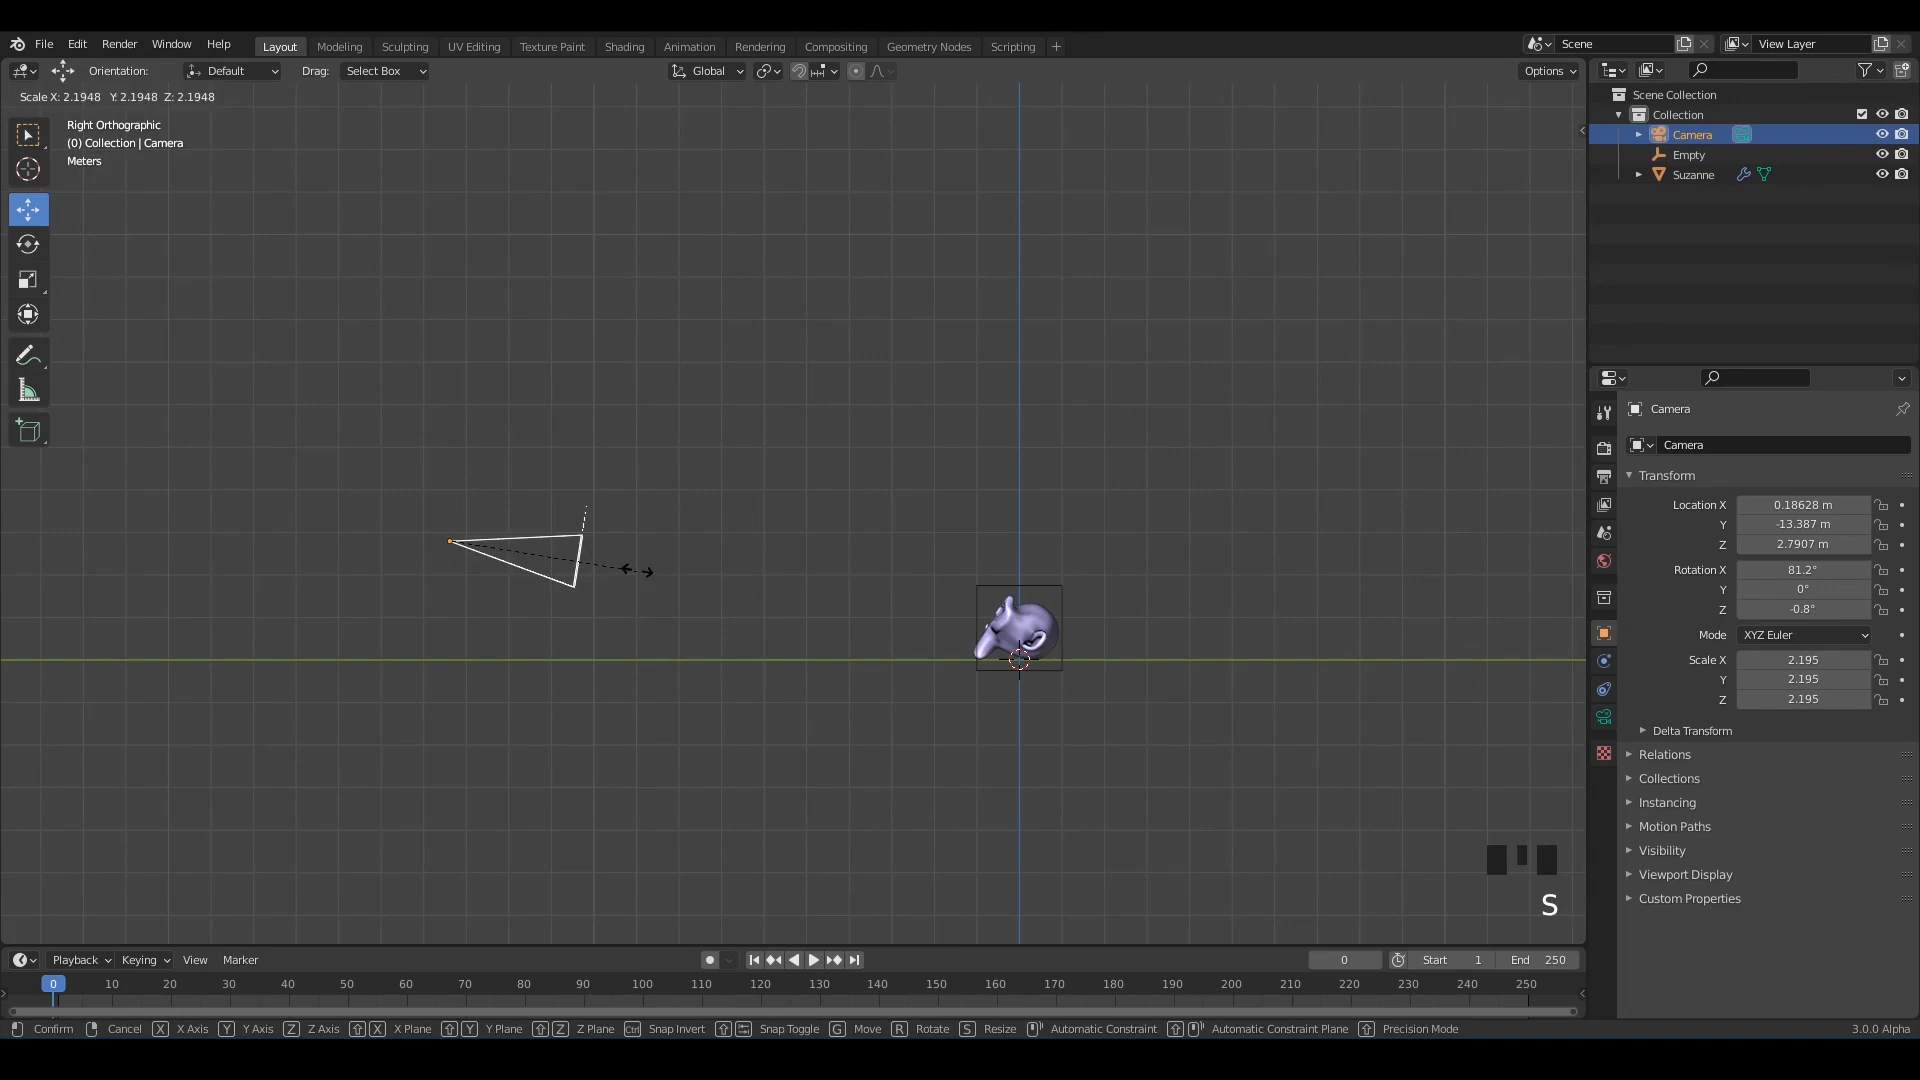 File Edit Render Window Help Layout Modeling Sculpting UV Editing Texture Paint Shading Animation Rendering Compositing Geometry Nodes Scripting + Scene View Layer
Orientation: Default Drag: Select Box Global Options
Scale X: 2.1948 Y: 2.1948 Z: 2.1948
Right Orthographic
(0) Collection | Camera
Meters
Scene Collection
Collection
Camera
Empty
Suzanne
Camera
Camera
Transform
Location X 0.18628 m
Y -13.387 m
Z 2.7907 m
Rotation X 81.2°
Y 0°
Z -0.8°
Mode XYZ Euler
Scale X 2.195
Y 2.195
Z 2.195
Delta Transform
Relations
Collections
Instancing
Motion Paths
Visibility
Viewport Display
Custom Properties
S
Playback Keying View Marker 0 Start 1 End 250
0 10 20 30 40 50 60 70 80 90 100 110 120 130 140 150 160 170 180 190 200 210 220 230 240 250
Confirm Cancel X X Axis Y Y Axis Z Z Axis X X Plane Y Y Plane Z Z Plane Ctrl Snap Invert Snap Toggle G Move R Rotate S Resize Automatic Constraint Automatic Constraint Plane Precision Mode 3.0.0 Alpha